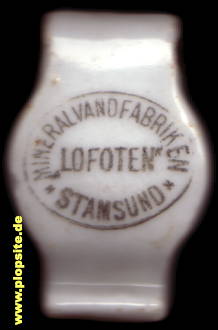 MINERALVANDFABRIKEN
"LOFOTEN"
* STAMSUND *
www.plopsite.de